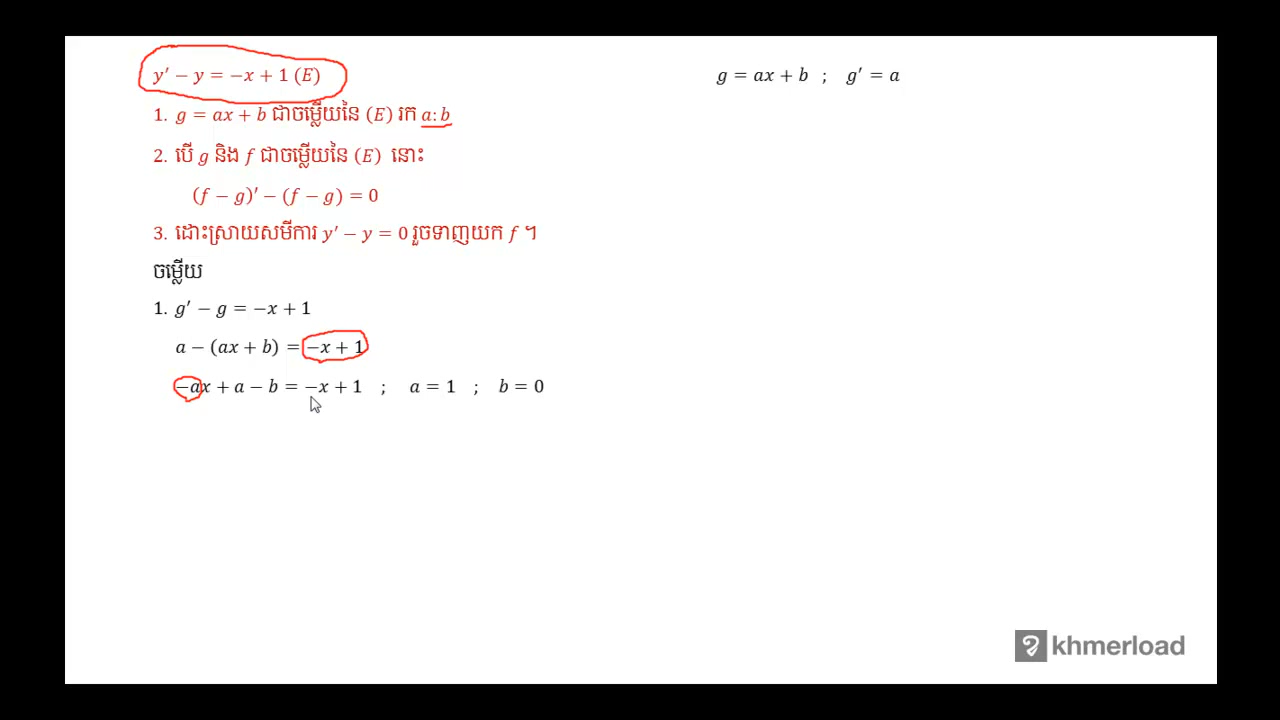 y′ − y = −x + 1 (E)
g = ax + b ; g′ = a
1. g = ax + b ជាចម្លើយនៃ (E) រក a: b
2. បើ g និង f ជាចម្លើយនៃ (E) នោះ
(f − g)′ − (f − g) = 0
3. ដោះស្រាយសមីការ y′ − y = 0 រួចទាញយក f ។
ចម្លើយ
1. g′ − g = −x + 1
a − (ax + b) = −x + 1
−ax + a − b = −x + 1 ; a = 1 ; b = 0
khmerload